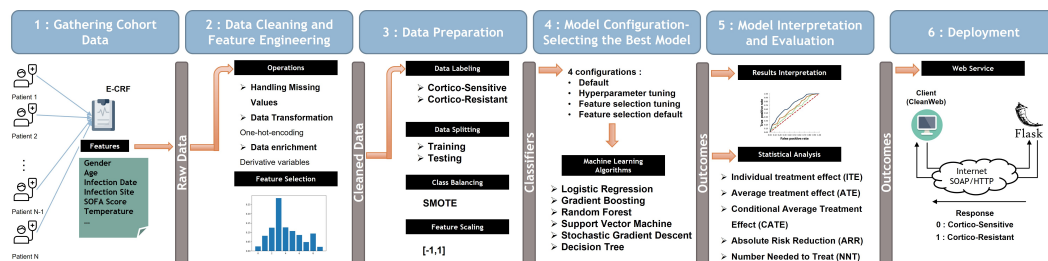 1 : Gathering Cohort
Data
Patient 1
Patient 2
Patient N-1
Patient N
E-CRF
Features
Gender
Age
Infection Date
Infection Site
SOFA Score
Temperature
...
Raw Data
2 : Data Cleaning and
Feature Engineering
Operations
Handling Missing
Values
Data Transformation
One-hot-encoding
Data enrichment
Derivative variables
Feature Selection
Cleaned Data
3 : Data Preparation
Data Labeling
Cortico-Sensitive
Cortico-Resistant
Data Splitting
Training
Testing
Class Balancing
SMOTE
Feature Scaling
[-1,1]
Classifiers
4 : Model Configuration-
Selecting the Best Model
4 configurations :
Default
Hyperparameter tuning
Feature selection tuning
Feature selection default
Machine Learning
Algorithms
Logistic Regression
Gradient Boosting
Random Forest
Support Vector Machine
Stochastic Gradient Descent
Decision Tree
Outcomes
5 : Model Interpretation
and Evaluation
Results Interpretation
True positive rate
False positive rate
Statistical Analysis
Individual treatment effect (ITE)
Average treatment effect (ATE)
Conditional Average Treatment
Effect (CATE)
Absolute Risk Reduction (ARR)
Number Needed to Treat (NNT)
Outcomes
6 : Deployment
Web Service
Client
(CleanWeb)
Flask
Internet
SOAP/HTTP
Response
0 : Cortico-Sensitive
1 : Cortico-Resistant